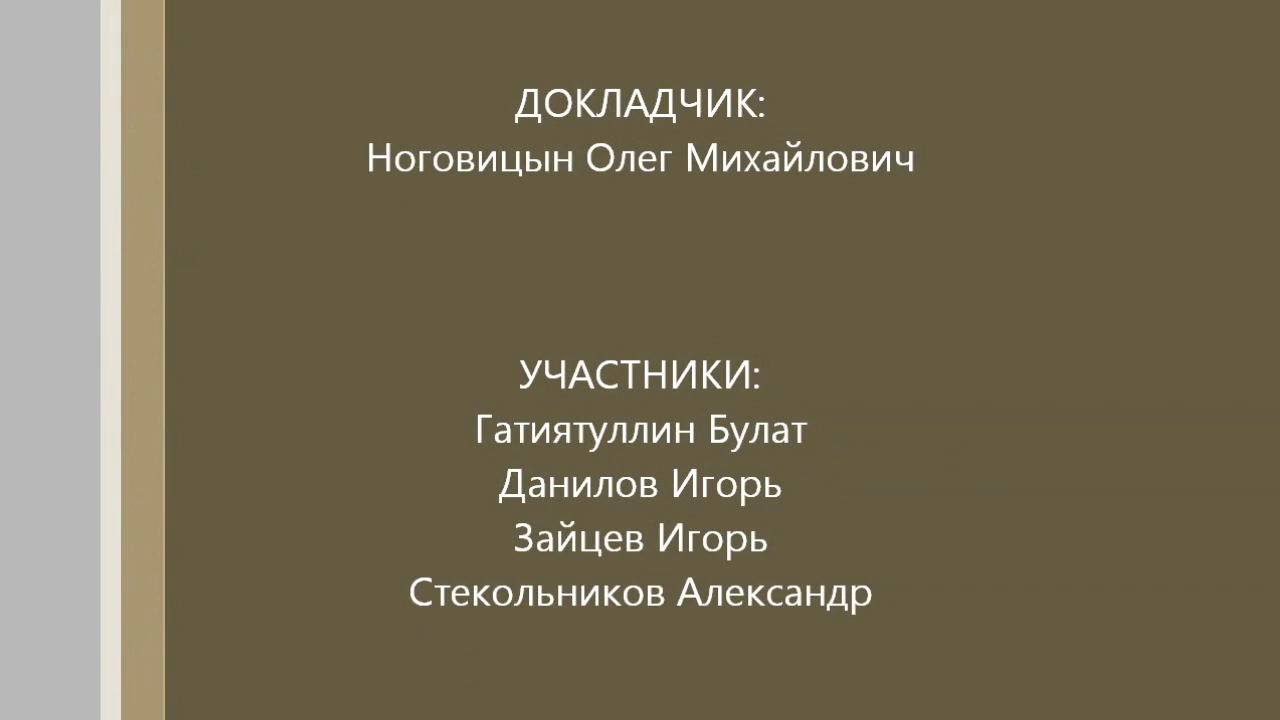 ДОКЛАДЧИК:
Ноговицын Олег Михайлович
УЧАСТНИКИ:
Гатиятуллин Булат
Данилов Игорь
Зайцев Игорь
Стекольников Александр